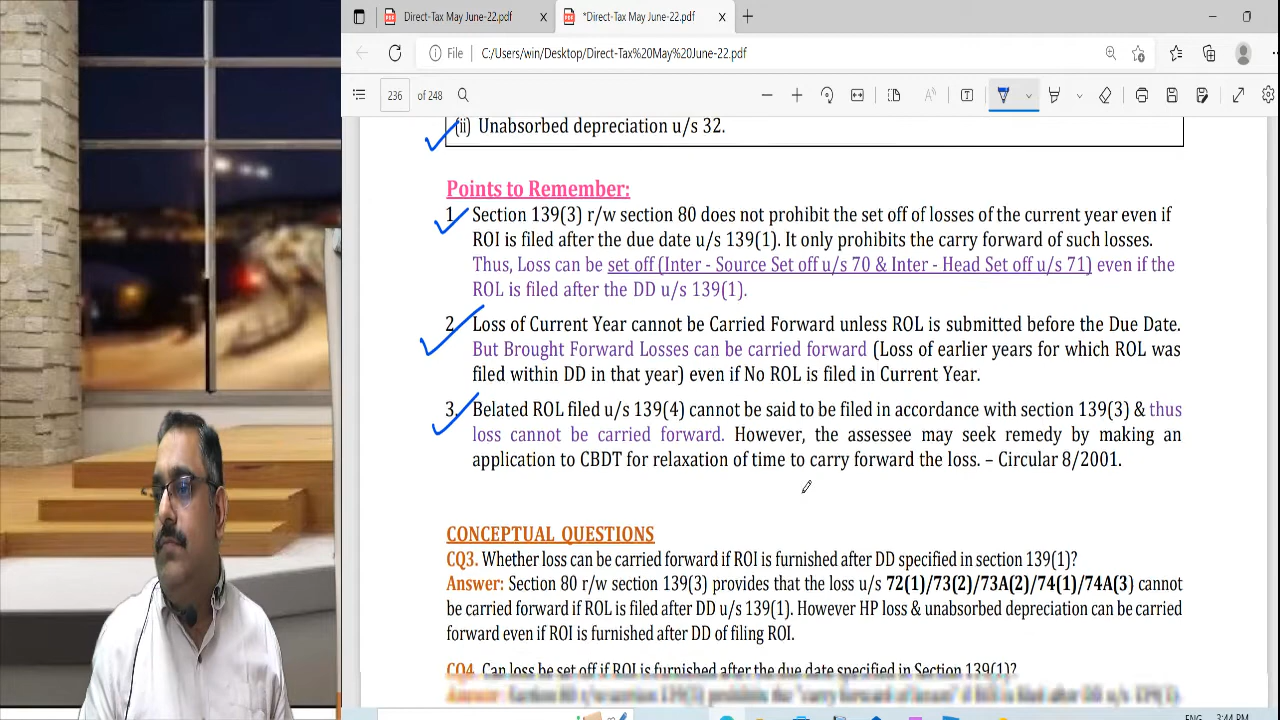 Direct-Tax May June-22.pdf
*Direct-Tax May June-22.pdf
File C:/Users/win/Desktop/Direct-Tax%20May%20June-22.pdf
236 of 248
(ii) Unabsorbed depreciation u/s 32.
Points to Remember:
1. Section 139(3) r/w section 80 does not prohibit the set off of losses of the current year even if
ROI is filed after the due date u/s 139(1). It only prohibits the carry forward of such losses.
Thus, Loss can be set off (Inter - Source Set off u/s 70 & Inter - Head Set off u/s 71) even if the
ROL is filed after the DD u/s 139(1).
2. Loss of Current Year cannot be Carried Forward unless ROL is submitted before the Due Date.
But Brought Forward Losses can be carried forward (Loss of earlier years for which ROL was
filed within DD in that year) even if No ROL is filed in Current Year.
3. Belated ROL filed u/s 139(4) cannot be said to be filed in accordance with section 139(3) & thus
loss cannot be carried forward. However, the assessee may seek remedy by making an
application to CBDT for relaxation of time to carry forward the loss. – Circular 8/2001.
CONCEPTUAL QUESTIONS
CQ3. Whether loss can be carried forward if ROI is furnished after DD specified in section 139(1)?
Answer: Section 80 r/w section 139(3) provides that the loss u/s 72(1)/73(2)/73A(2)/74(1)/74A(3) cannot
be carried forward if ROL is filed after DD u/s 139(1). However HP loss & unabsorbed depreciation can be carried
forward even if ROI is furnished after DD of filing ROI.
CQ4. Can loss be set off if ROI is furnished after the due date specified in Section 139(1)?
ENG 3:44 PM